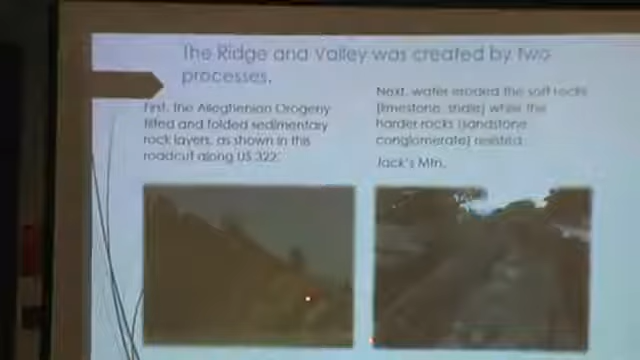 The Ridge and Valley was created by two
processes.
First, the Alleghenian Orogeny
tilted and folded sedimentary
rock layers, as shown in this
roadcut along US 322.
Next, water eroded the soft rocks
(limestone, shale) while the
harder rocks (sandstone,
conglomerate) resisted.
Jack's Mtn.